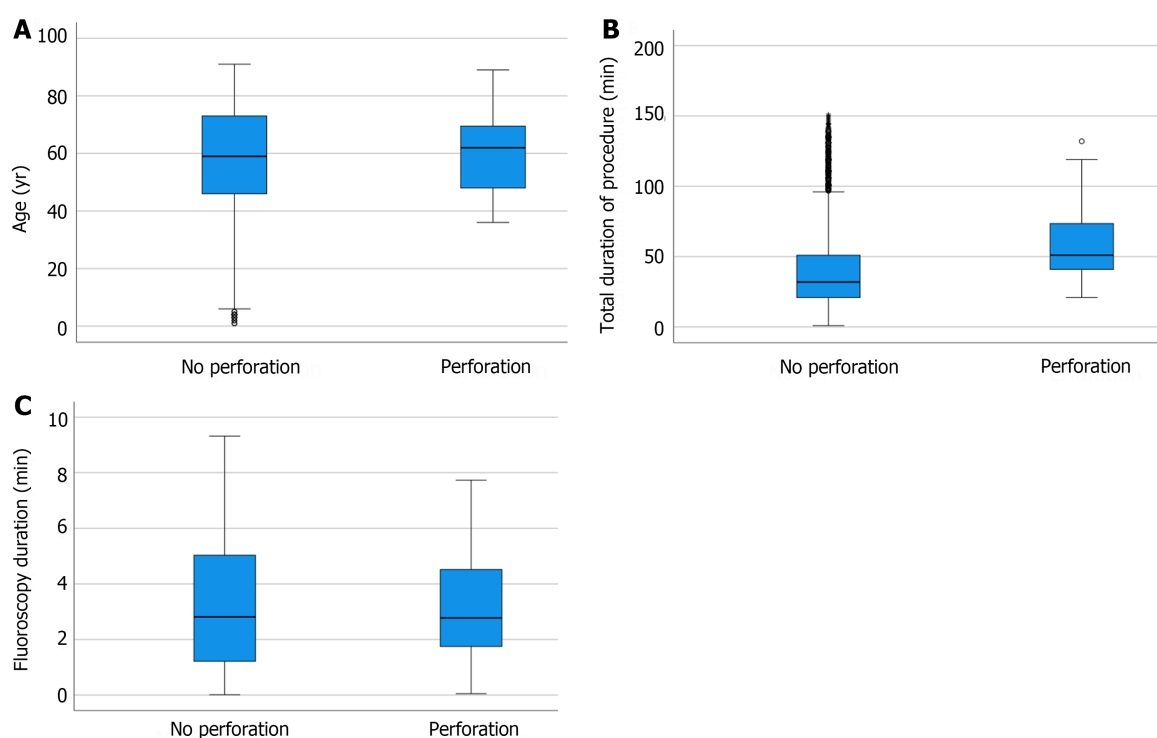 A
100
80
60
40
20
0
Age (yr)
No perforation
Perforation
B
200
150
100
50
0
Total duration of procedure (min)
No perforation
Perforation
C
10
8
6
4
2
0
Fluoroscopy duration (min)
No perforation
Perforation